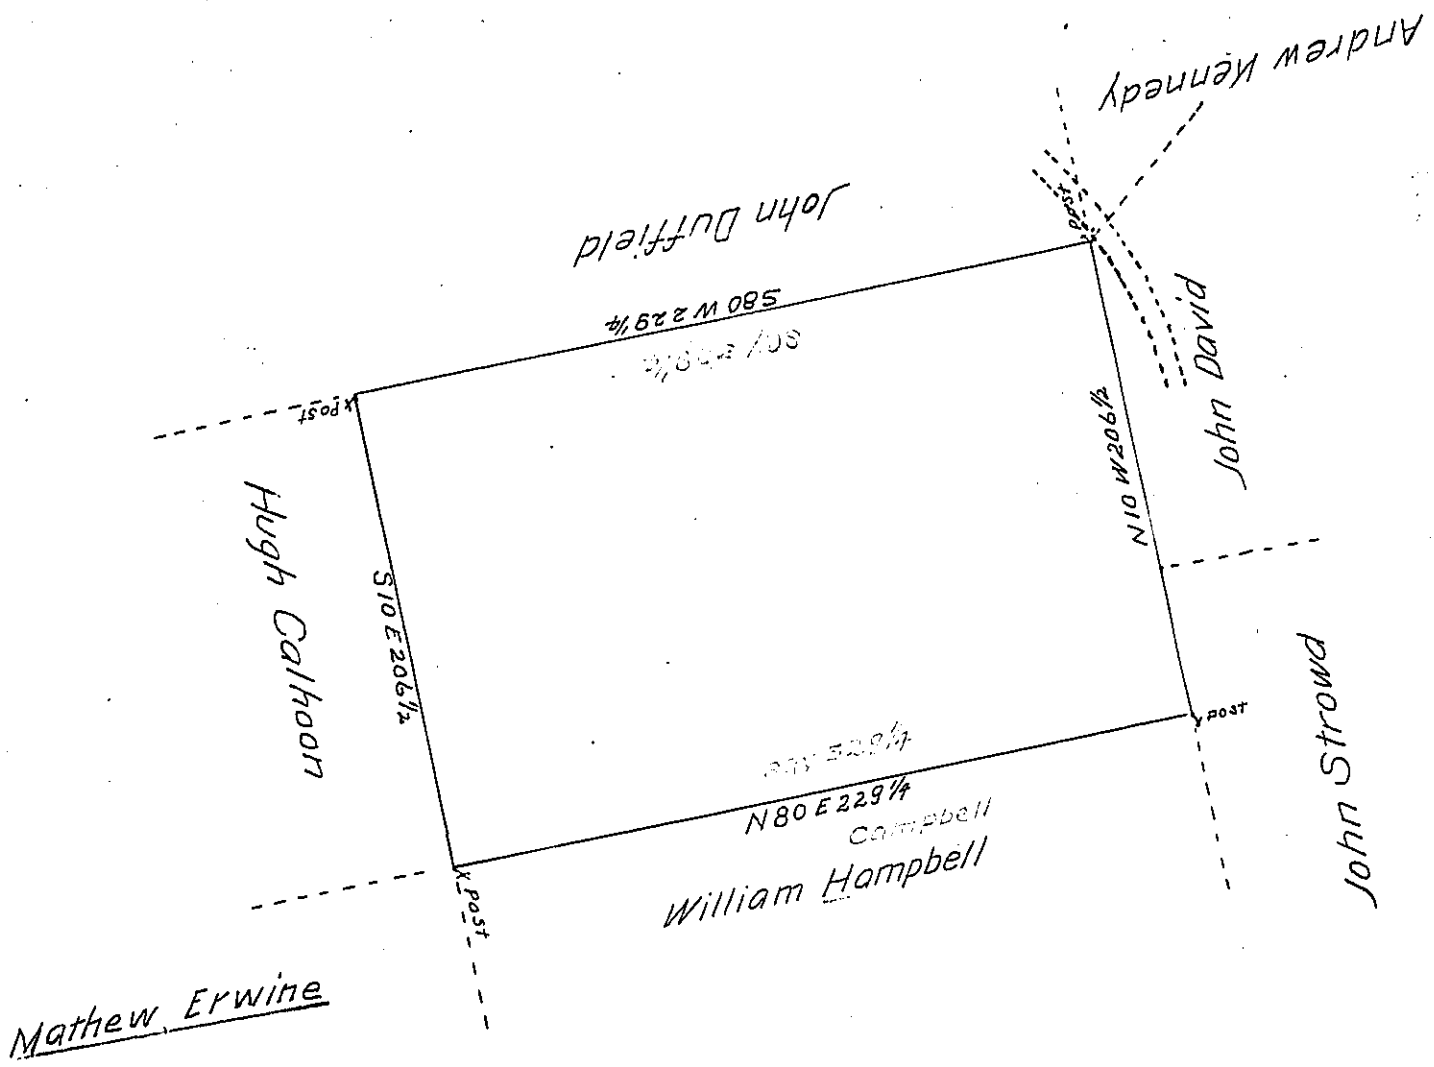 Andrew Kennedy
John Duffield
post
S80 W 229¼
John David
Post
N10 W 206½
Hugh Calhoon
S10 E 206½
John Strowd
post
N80 E 229¼
Campbell
William Hampbell
Post
Mathew Erwine